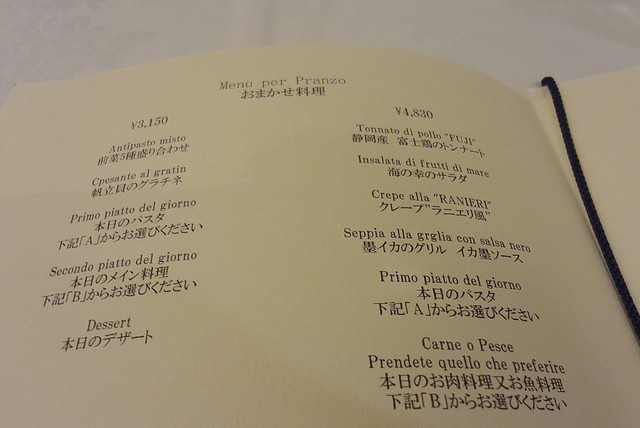 Menu per Pranzo
おまかせ料理
¥3,150
Antipasto misto
前菜5種盛り合わせ
Cpesante al gratin
帆立貝のグラチネ
Primo piatto del giorno
本日のパスタ
下記「A」からお選びください
Secondo piatto del giorno
本日のメイン料理
下記「B」からお選びください
Dessert
本日のデザート
¥4,830
Tonnato di pollo "FUJI"
静岡産 富士鶏のトンナート
Insalata di frutti di mare
海の幸のサラダ
Crepe alla "RANIERI"
クレープ"ラニエリ風"
Seppia alla grglia con salsa nero
墨イカのグリル イカ墨ソース
Primo piatto del giorno
本日のパスタ
下記「A」からお選びください
Carne o Pesce
Prendete quello che preferire
本日のお肉料理又お魚料理
下記「B」からお選びください